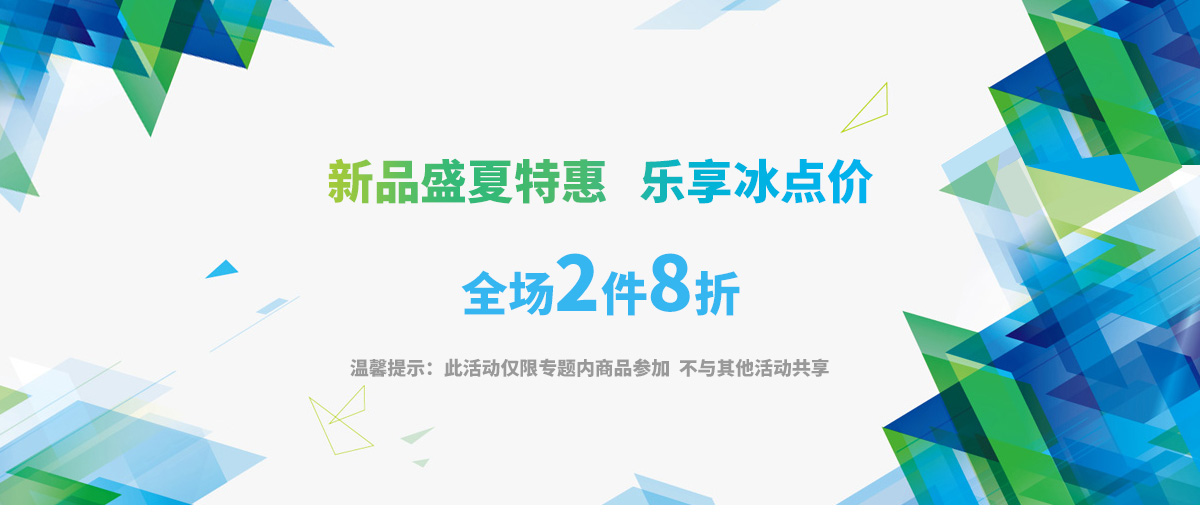 新品盛夏特惠 乐享冰点价
全场2件8折
温馨提示：此活动仅限专题内商品参加 不与其他活动共享